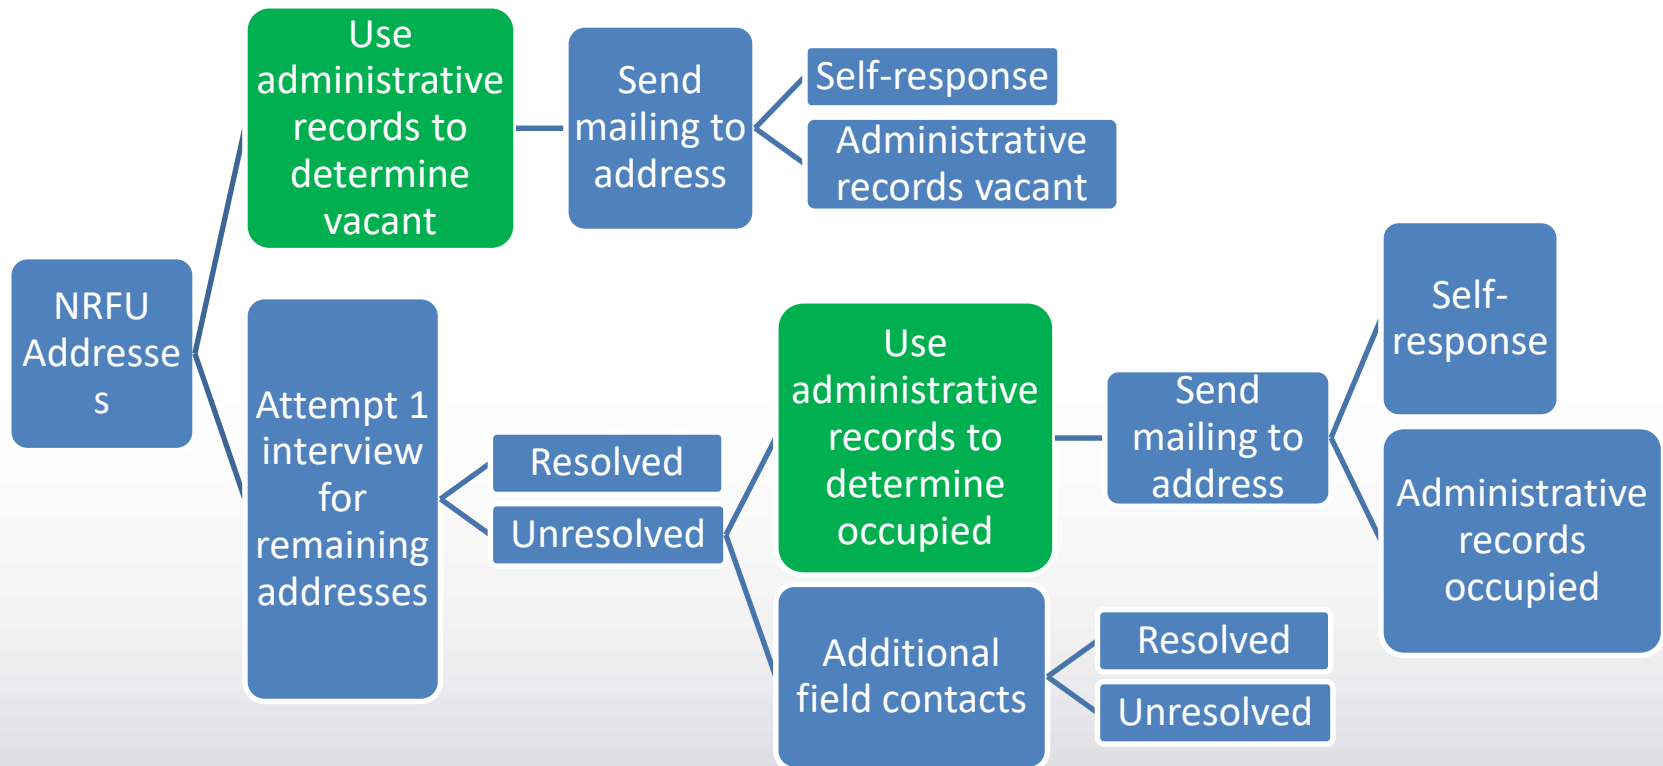 Use
administrative
records to
determine
vacant
Send
mailing to
address
Self-response
Administrative
records vacant
NRFU
Addresse
s
Attempt 1
interview
for
remaining
addresses
Resolved
Unresolved
Use
administrative
records to
determine
occupied
Send
mailing to
address
Self-
response
Administrative
records
occupied
Additional
field contacts
Resolved
Unresolved